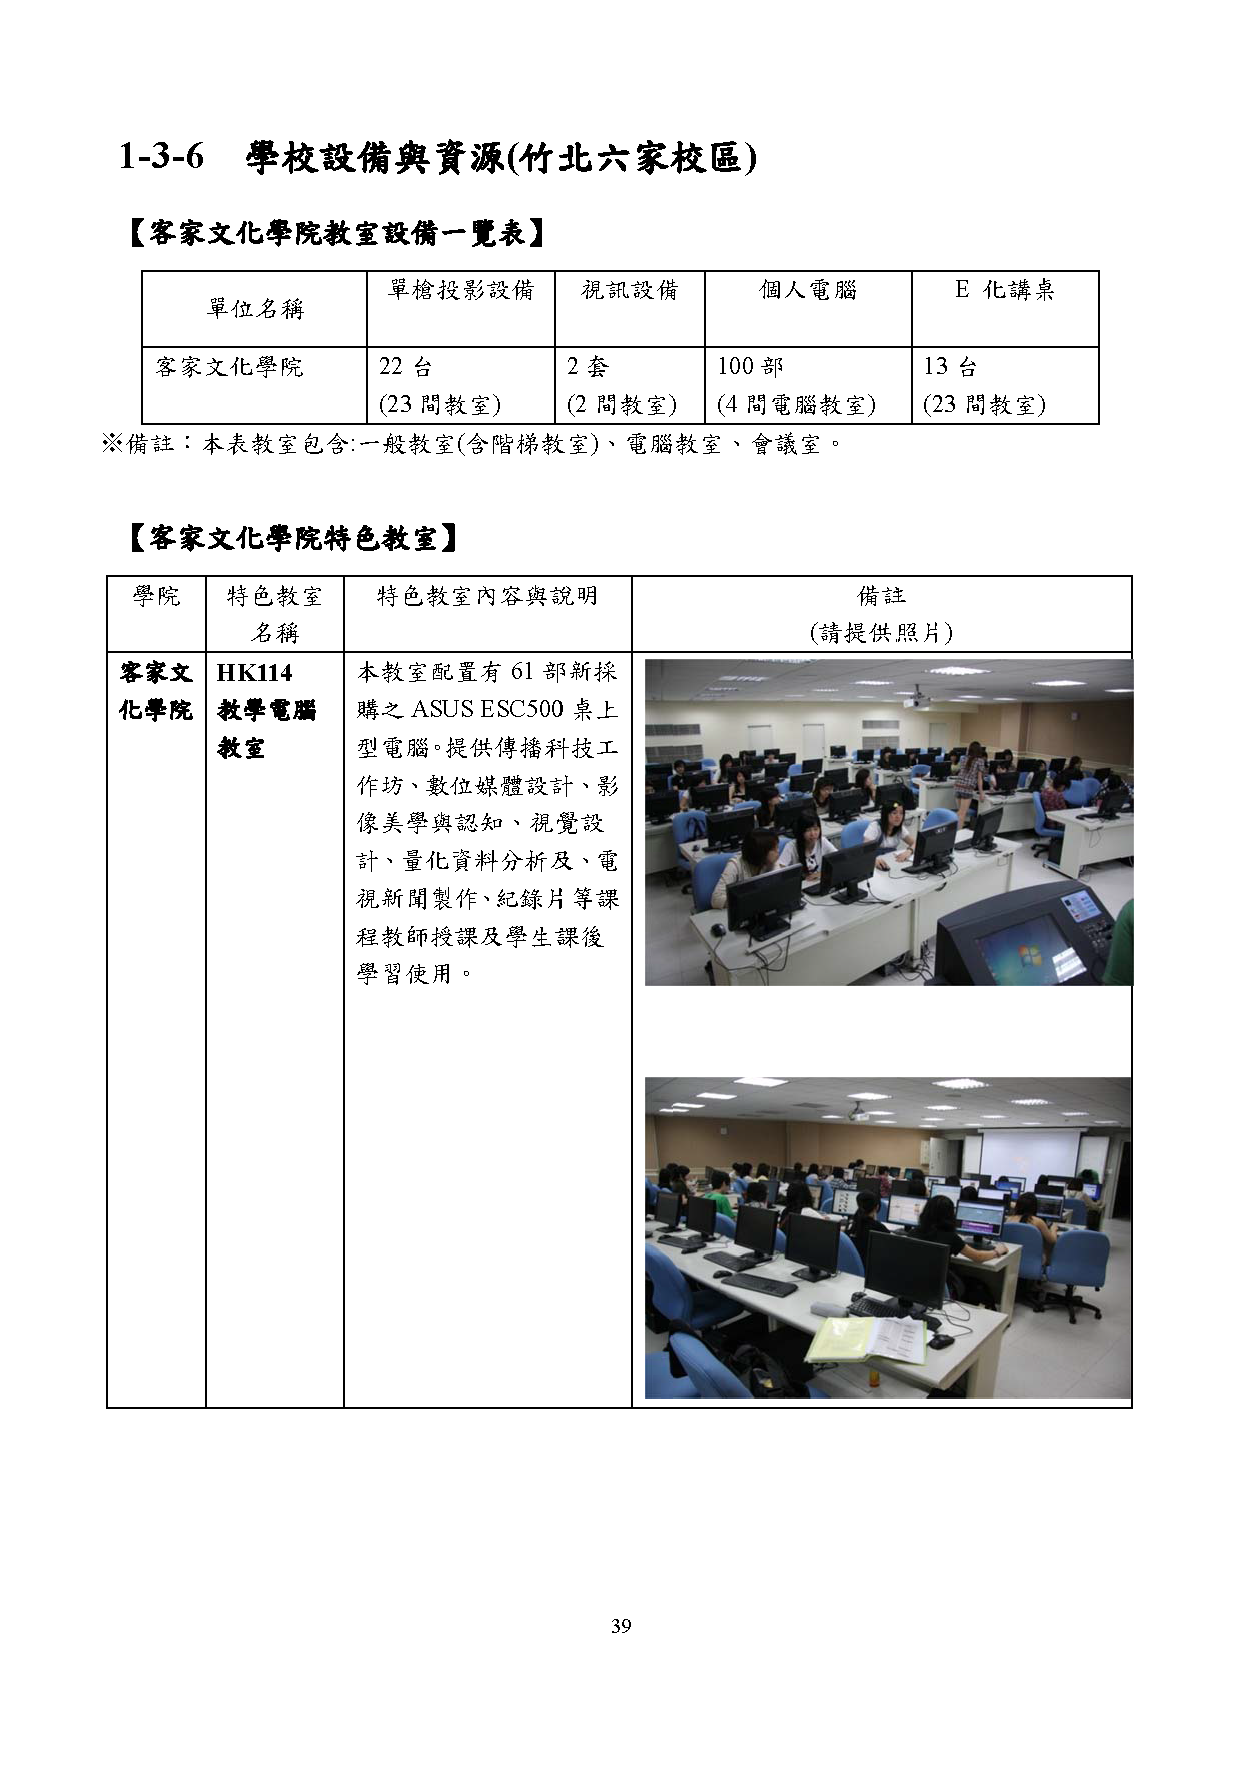 1-3-6 學校設備與資源(竹北六家校區)
【客家文化學院教室設備一覽表】
單位名稱 單槍投影設備 視訊設備 個人電腦 E 化講桌
客家文化學院 22 台 2 套 100 部 13 台
(23 間教室) (2 間教室) (4 間電腦教室) (23 間教室)
※備註：本表教室包含:一般教室(含階梯教室)、電腦教室、會議室。
【客家文化學院特色教室】
學院 特色教室 特色教室內容與說明 備註
名稱 (請提供照片)
客家文 HK114 本教室配置有 61 部新採
化學院 教學電腦 購之 ASUS ESC500 桌上
教室 型電腦。提供傳播科技工
作坊、數位媒體設計、影
像美學與認知、視覺設
計、量化資料分析及、電
視新聞製作、紀錄片等課
程教師授課及學生課後
學習使用。
39